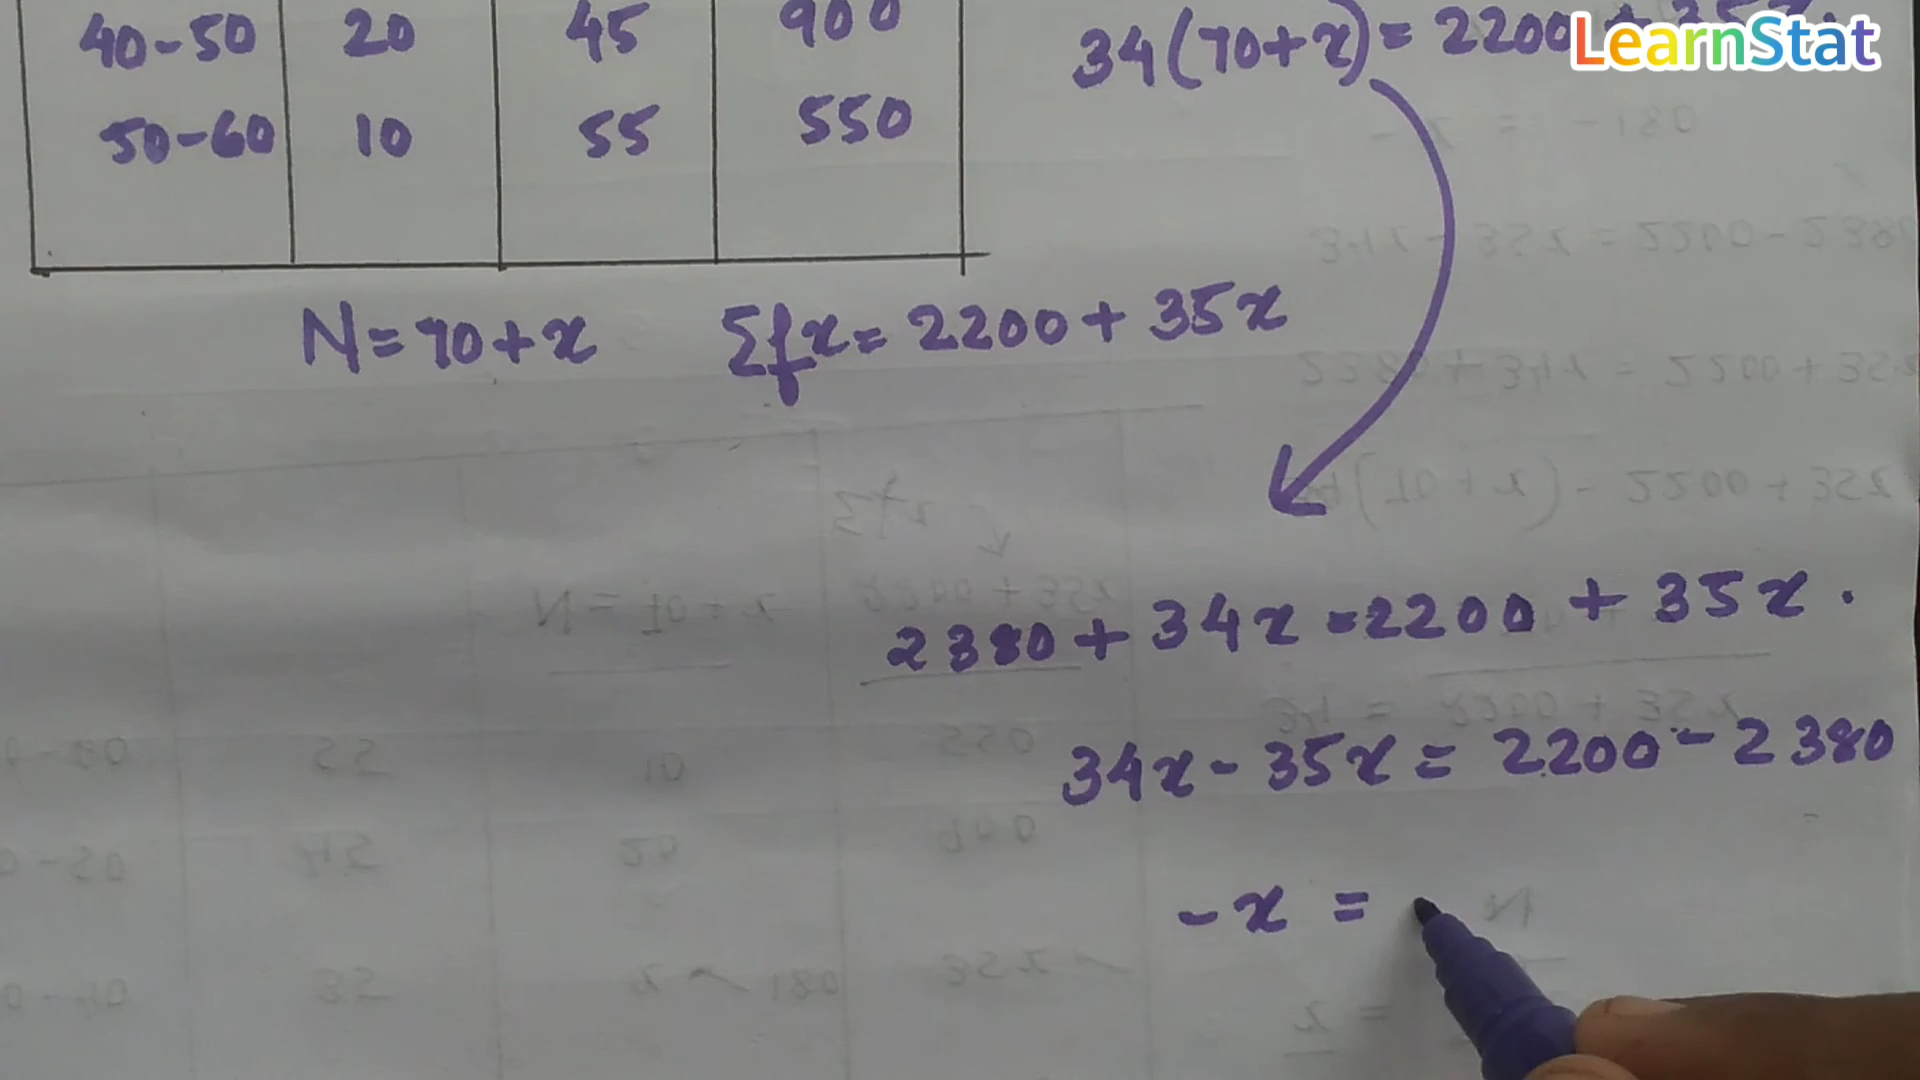 40-50 20 45 900
34(70+x)= 2200 + 35x.
LearnStat
50-60 10 55 550
N=70+x Σfx= 2200+ 35x
2380+ 34x =2200 + 35x.
34x- 35x= 2200 - 2380
-x =